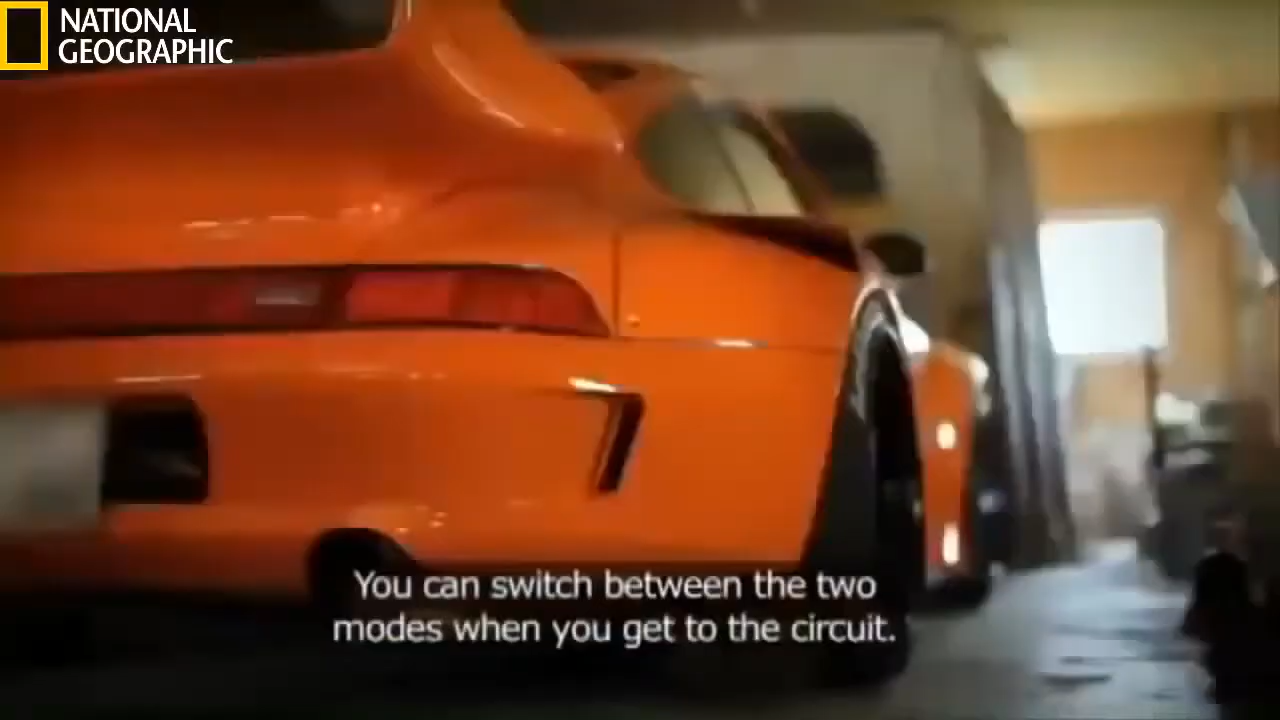 NATIONAL
GEOGRAPHIC
You can switch between the two
modes when you get to the circuit.